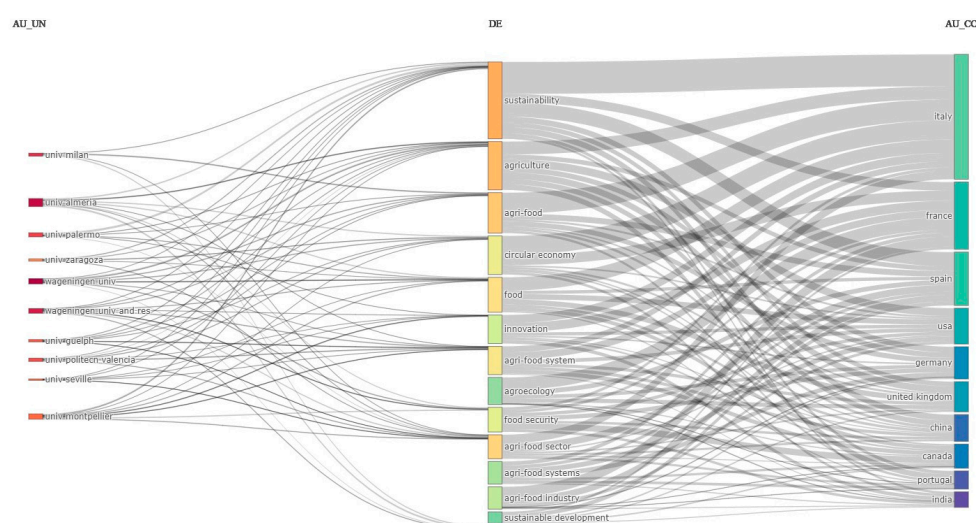 AU_UN
DE
AU_CO
univ milan
univ almeria
univ palermo
univ zaragoza
wageningen univ
wageningen univ and res
univ guelph
univ politecn valencia
univ seville
univ montpellier
sustainability
agriculture
agri-food
circular economy
food
innovation
agri-food system
agroecology
food security
agri-food sector
agri-food systems
agri-food industry
sustainable development
italy
france
spain
usa
germany
united kingdom
china
canada
portugal
india